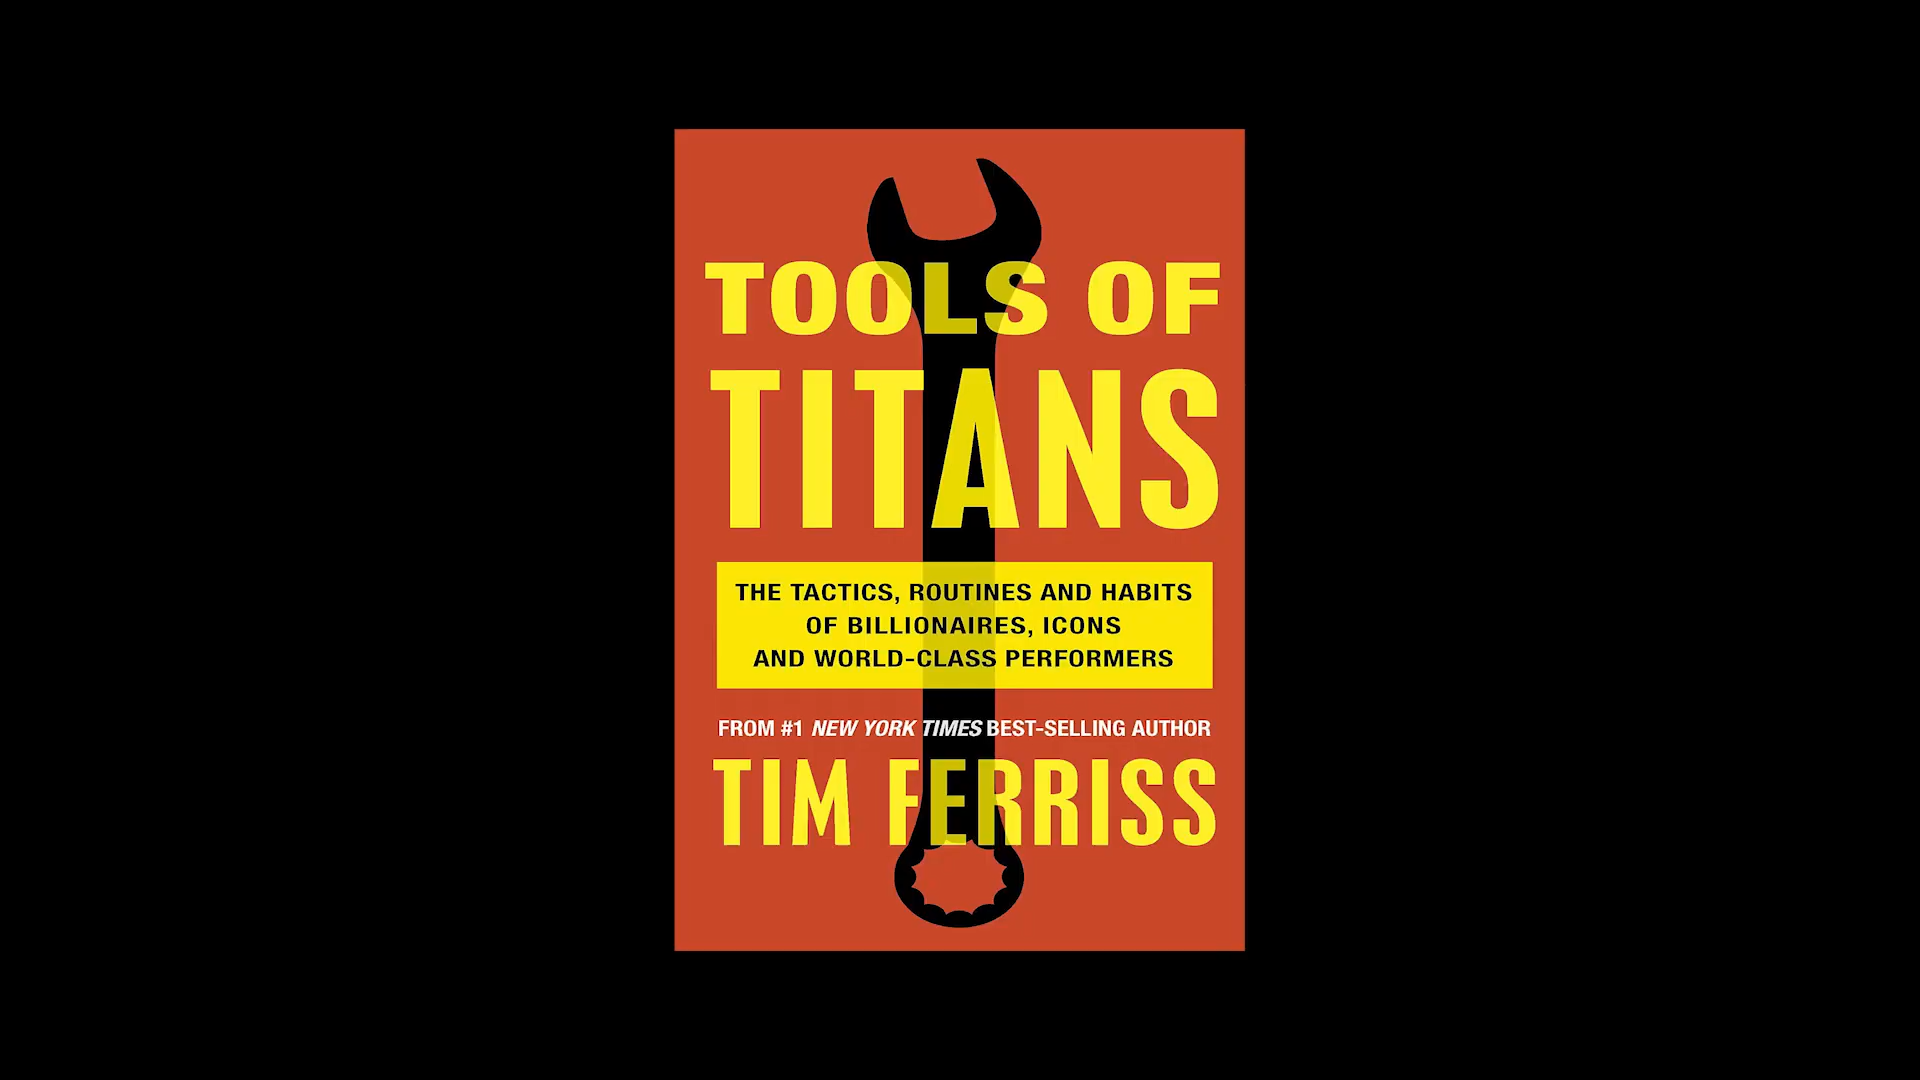 TOOLS OF
TITANS
THE TACTICS, ROUTINES AND HABITS
OF BILLIONAIRES, ICONS
AND WORLD-CLASS PERFORMERS
FROM #1 NEW YORK TIMES BEST-SELLING AUTHOR
TIM FERRISS